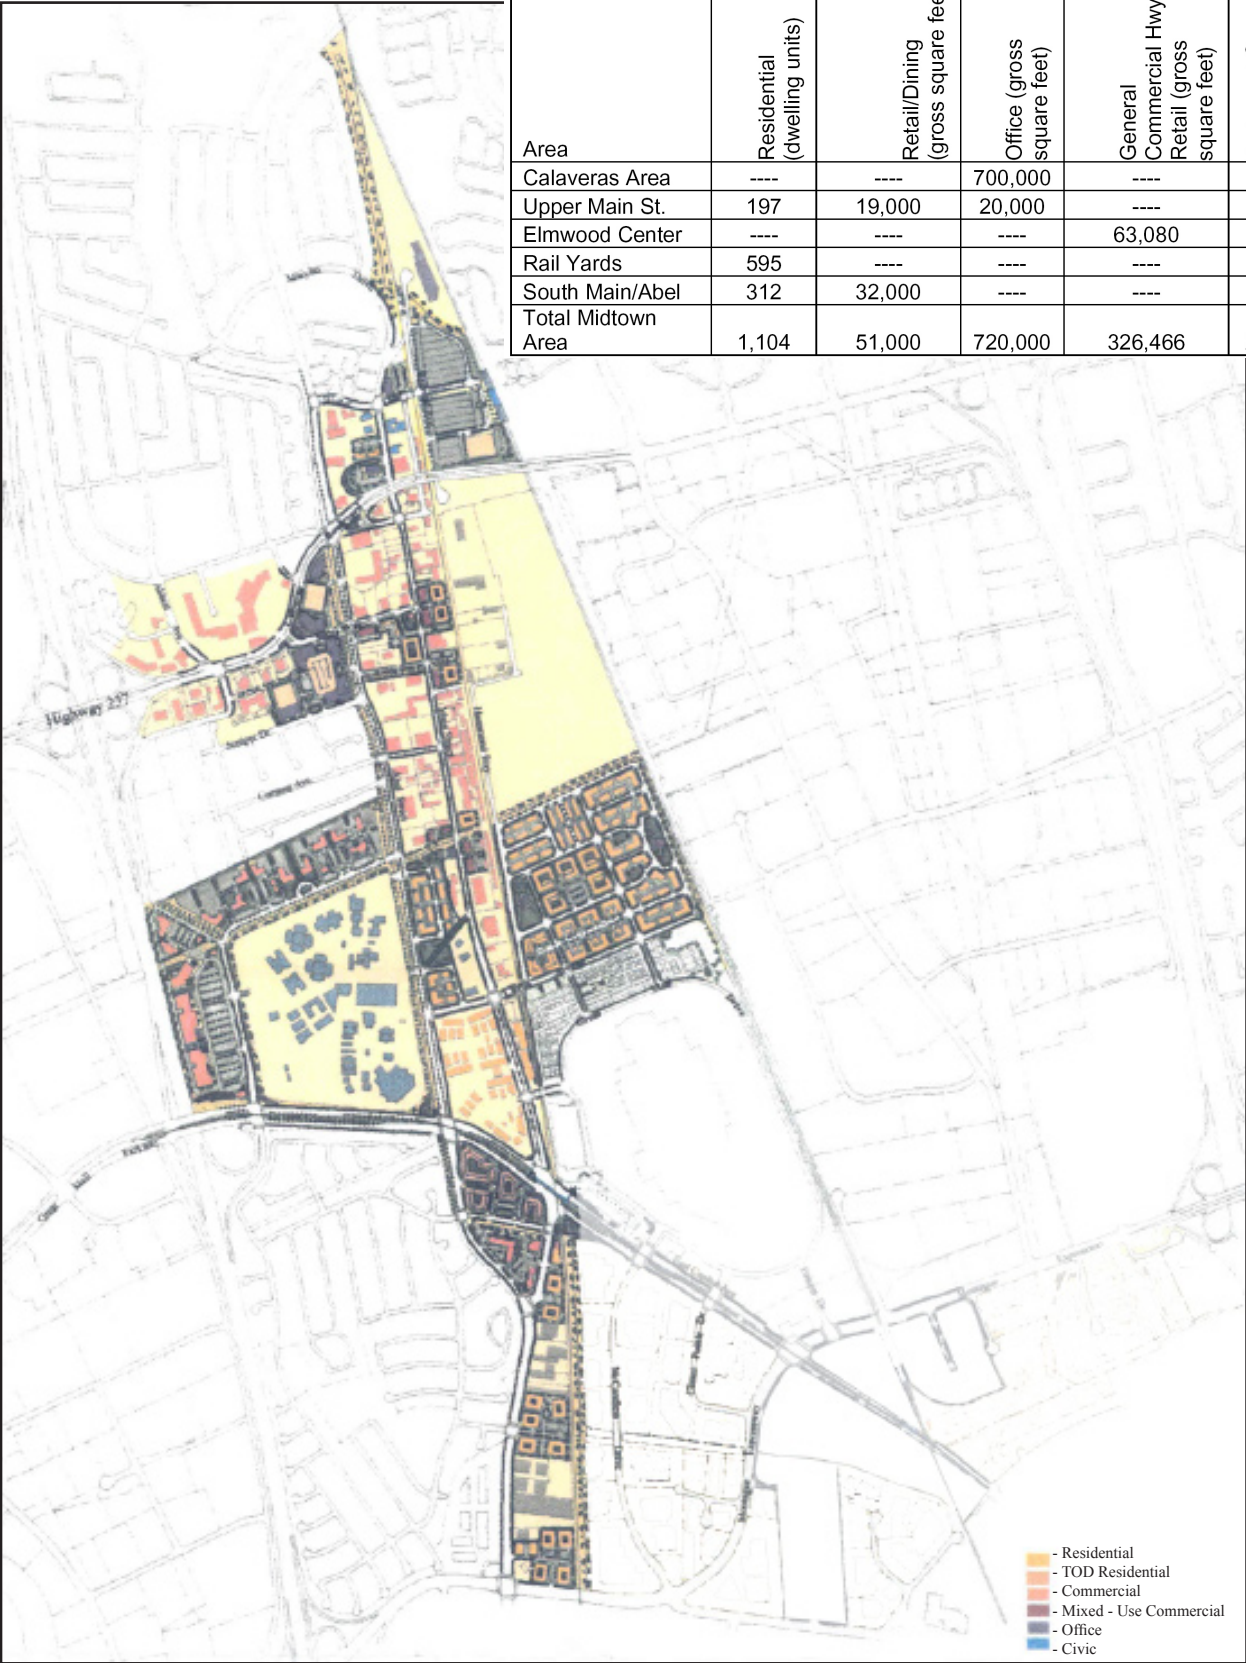 Residential
(dwelling units)
Retail/Dining
(gross square fee
Office (gross
square feet)
General
Commercial Hwy
Retail (gross
square feet)
Area
Calaveras Area ---- ---- 700,000 ----
Upper Main St. 197 19,000 20,000 ----
Elmwood Center ---- ---- ---- 63,080
Rail Yards 595 ---- ---- ----
South Main/Abel 312 32,000 ---- ----
Total Midtown
Area 1,104 51,000 720,000 326,466
Highway 237
- Residential
- TOD Residential
- Commercial
- Mixed - Use Commercial
- Office
- Civic